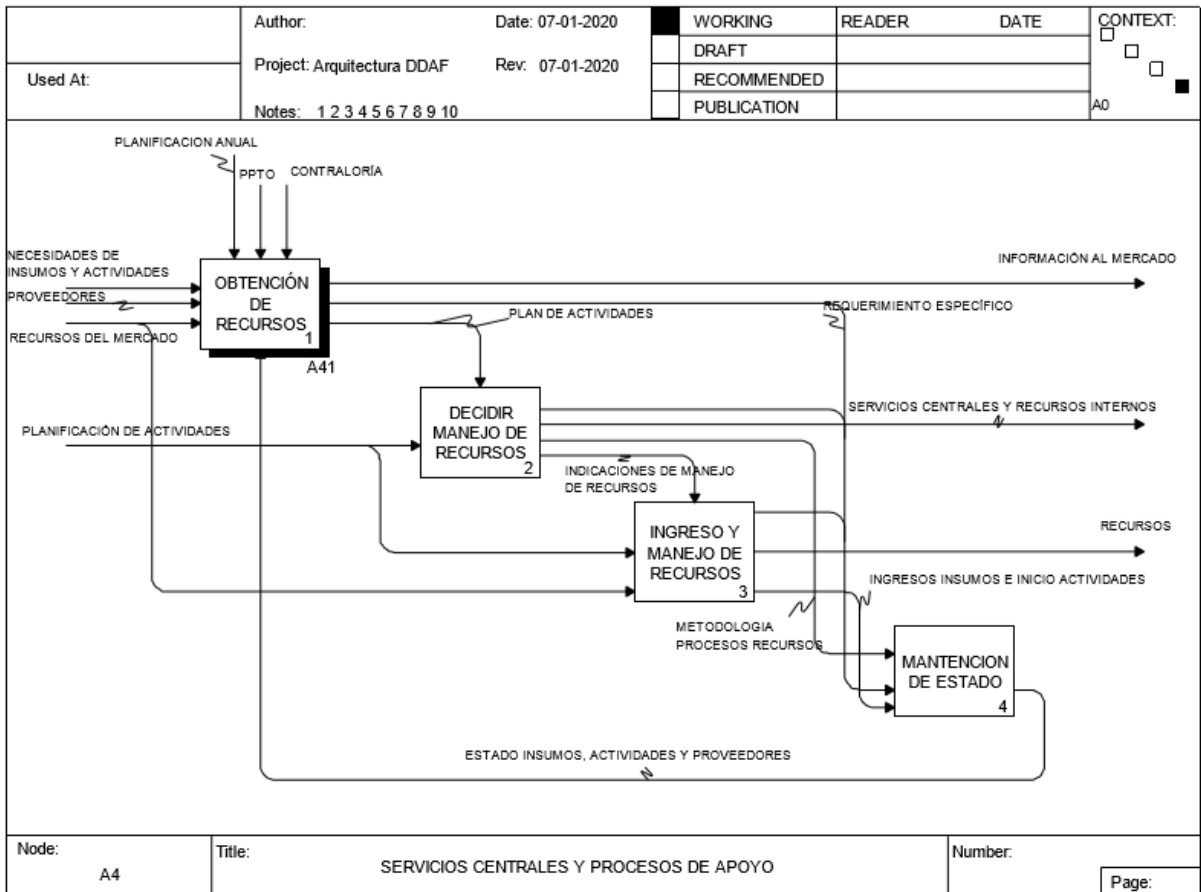 Used At:
Author:
Date: 07-01-2020
Project: Arquitectura DDAF
Rev: 07-01-2020
Notes: 1 2 3 4 5 6 7 8 9 10
WORKING
DRAFT
RECOMMENDED
PUBLICATION
READER
DATE
CONTEXT:
A0
PLANIFICACION ANUAL
PPTO
CONTRALORÍA
NECESIDADES DE
INSUMOS Y ACTIVIDADES
PROVEEDORES
RECURSOS DEL MERCADO
OBTENCIÓN
DE
RECURSOS
1
A41
INFORMACIÓN AL MERCADO
PLAN DE ACTIVIDADES
REQUERIMIENTO ESPECÍFICO
PLANIFICACIÓN DE ACTIVIDADES
DECIDIR
MANEJO DE
RECURSOS
2
SERVICIOS CENTRALES Y RECURSOS INTERNOS
INDICACIONES DE MANEJO
DE RECURSOS
INGRESO Y
MANEJO DE
RECURSOS
3
RECURSOS
INGRESOS INSUMOS E INICIO ACTIVIDADES
METODOLOGIA
PROCESOS RECURSOS
MANTENCION
DE ESTADO
4
ESTADO INSUMOS, ACTIVIDADES Y PROVEEDORES
Node:
A4
Title:
SERVICIOS CENTRALES Y PROCESOS DE APOYO
Number:
Page: